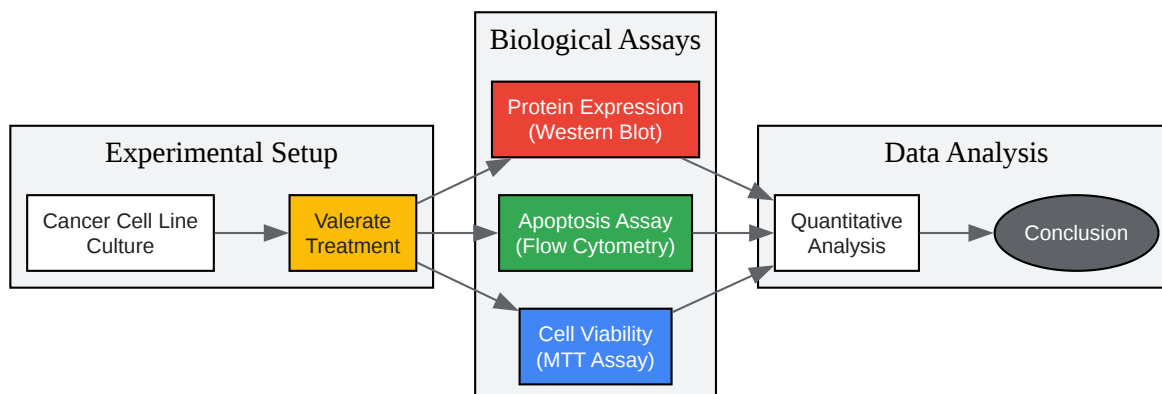 Experimental Setup
Cancer Cell Line
Culture
Valerate
Treatment
Biological Assays
Protein Expression
(Western Blot)
Apoptosis Assay
(Flow Cytometry)
Cell Viability
(MTT Assay)
Data Analysis
Quantitative
Analysis
Conclusion